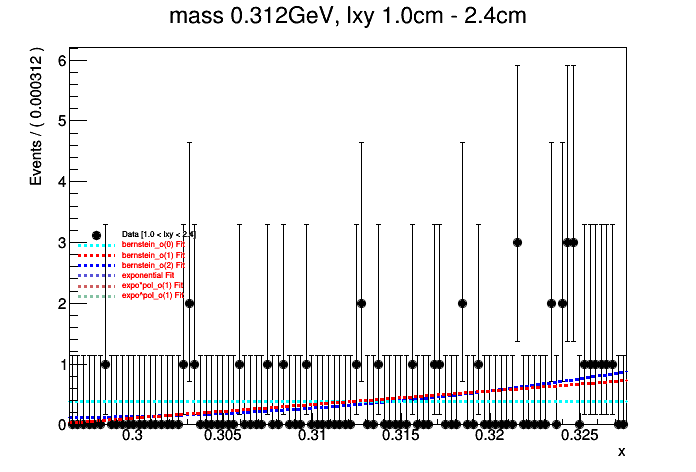 mass 0.312GeV, lxy 1.0cm - 2.4cm
Events / ( 0.000312 )
6
5
4
3
2
1
0
Data [1.0 < lxy < 2.4]
bernstein_o(0) Fit
bernstein_o(1) Fit
bernstein_o(2) Fit
exponential Fit
expo*pol_o(1) Fit
expo*pol_o(1) Fit
0.3
0.305
0.31
0.315
0.32
0.325
x